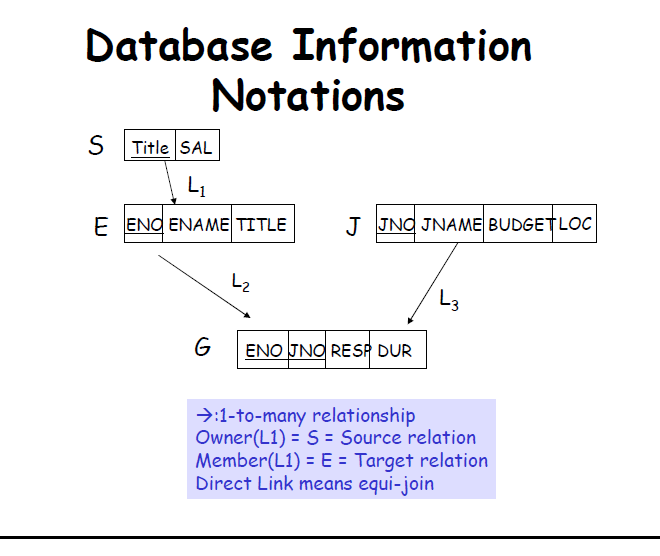 Database Information
Notations
S Title SAL
L1
E ENO ENAME TITLE J JNO JNAME BUDGET LOC
L2
L3
G ENO JNO RESP DUR
→:1-to-many relationship
Owner(L1) = S = Source relation
Member(L1) = E = Target relation
Direct Link means equi-join